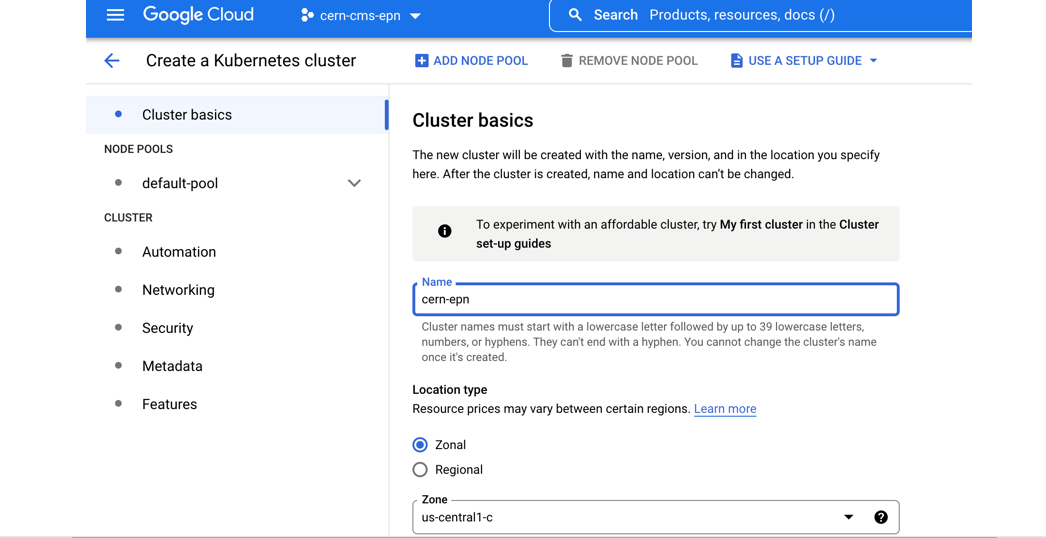 Google Cloud
cern-cms-epn
Search Products, resources, docs (/)
Create a Kubernetes cluster
ADD NODE POOL
REMOVE NODE POOL
USE A SETUP GUIDE
Cluster basics
NODE POOLS
default-pool
CLUSTER
Automation
Networking
Security
Metadata
Features
Cluster basics
The new cluster will be created with the name, version, and in the location you specify
here. After the cluster is created, name and location can't be changed.
To experiment with an affordable cluster, try My first cluster in the Cluster
set-up guides
Name
cern-epn
Cluster names must start with a lowercase letter followed by up to 39 lowercase letters,
numbers, or hyphens. They can't end with a hyphen. You cannot change the cluster's name
once it's created.
Location type
Resource prices may vary between certain regions. Learn more
Zonal
Regional
Zone
us-central1-c